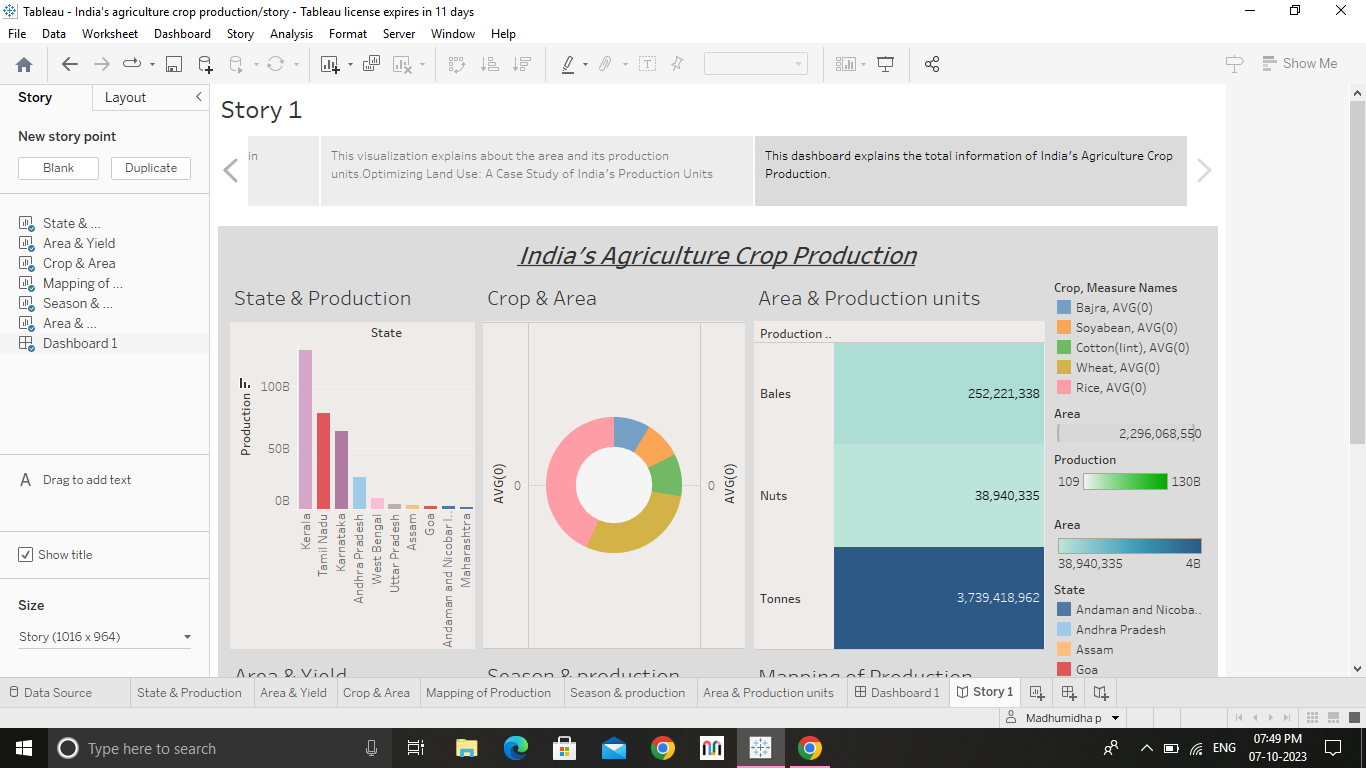 Tableau - India's agriculture crop production/story - Tableau license expires in 11 days
File Data Worksheet Dashboard Story Analysis Format Server Window Help
Show Me
Story Layout
New story point
Blank Duplicate
State & ...
Area & Yield
Crop & Area
Mapping of ...
Season & ...
Area & ...
Dashboard 1
A Drag to add text
Show title
Size
Story (1016 x 964)
Story 1
in
This visualization explains about the area and its production
units.Optimizing Land Use: A Case Study of India's Production Units
This dashboard explains the total information of India's Agriculture Crop
Production.
India's Agriculture Crop Production
State & Production
State
Production
100B
50B
0B
Kerala
Tamil Nadu
Karnataka
Andhra Pradesh
West Bengal
Uttar Pradesh
Assam
Goa
Andaman and Nicobar I..
Maharashtra
Crop & Area
AVG(0)
0
0
AVG(0)
Area & Production units
Production ..
Bales 252,221,338
Nuts 38,940,335
Tonnes 3,739,418,962
Crop, Measure Names
Bajra, AVG(0)
Soyabean, AVG(0)
Cotton(lint), AVG(0)
Wheat, AVG(0)
Rice, AVG(0)
Area
2,296,068,550
Production
109 130B
Area
38,940,335 4B
State
Andaman and Nicoba..
Andhra Pradesh
Assam
Goa
Area & Yield
Season & production
Mapping of Production
Data Source State & Production Area & Yield Crop & Area Mapping of Production Season & production Area & Production units Dashboard 1 Story 1
Madhumidha p
Type here to search
ENG
07:49 PM
07-10-2023